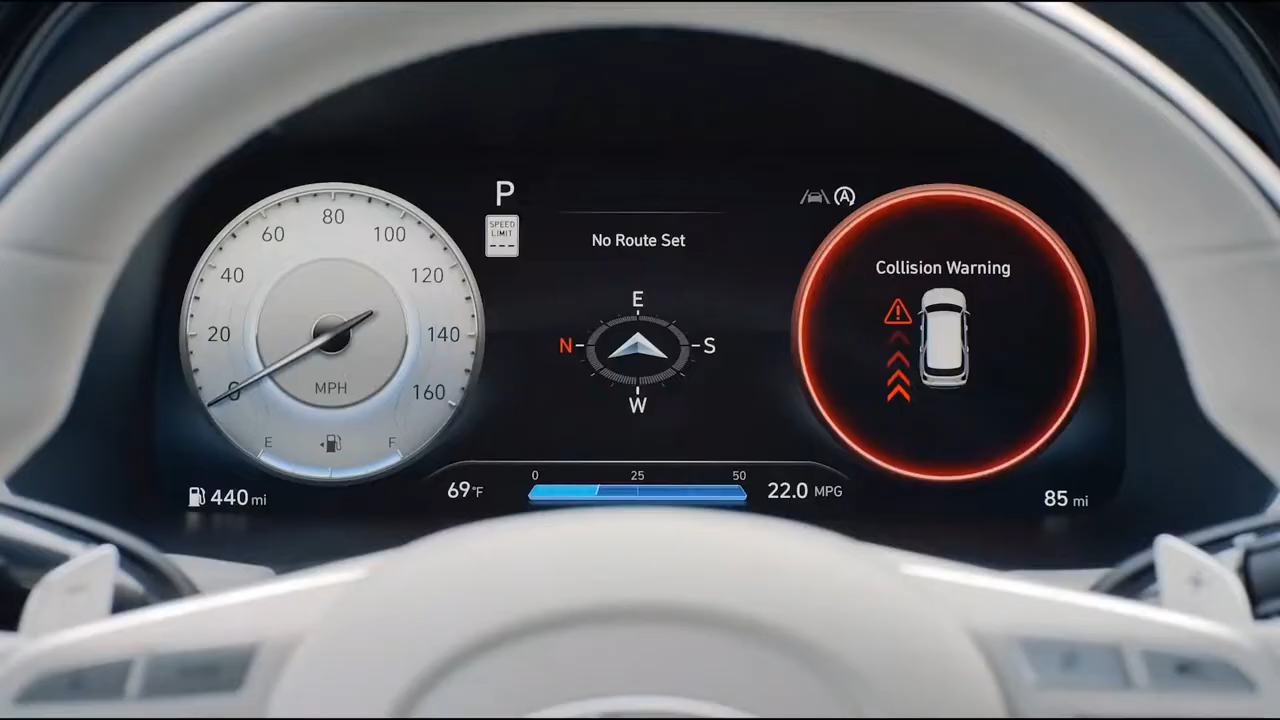 P
SPEED
LIMIT
---
No Route Set
E
N
S
W
0
20
40
60
80
100
120
140
160
MPH
E
F
440 mi
69°F
0
25
50
22.0 MPG
A
Collision Warning
85 mi